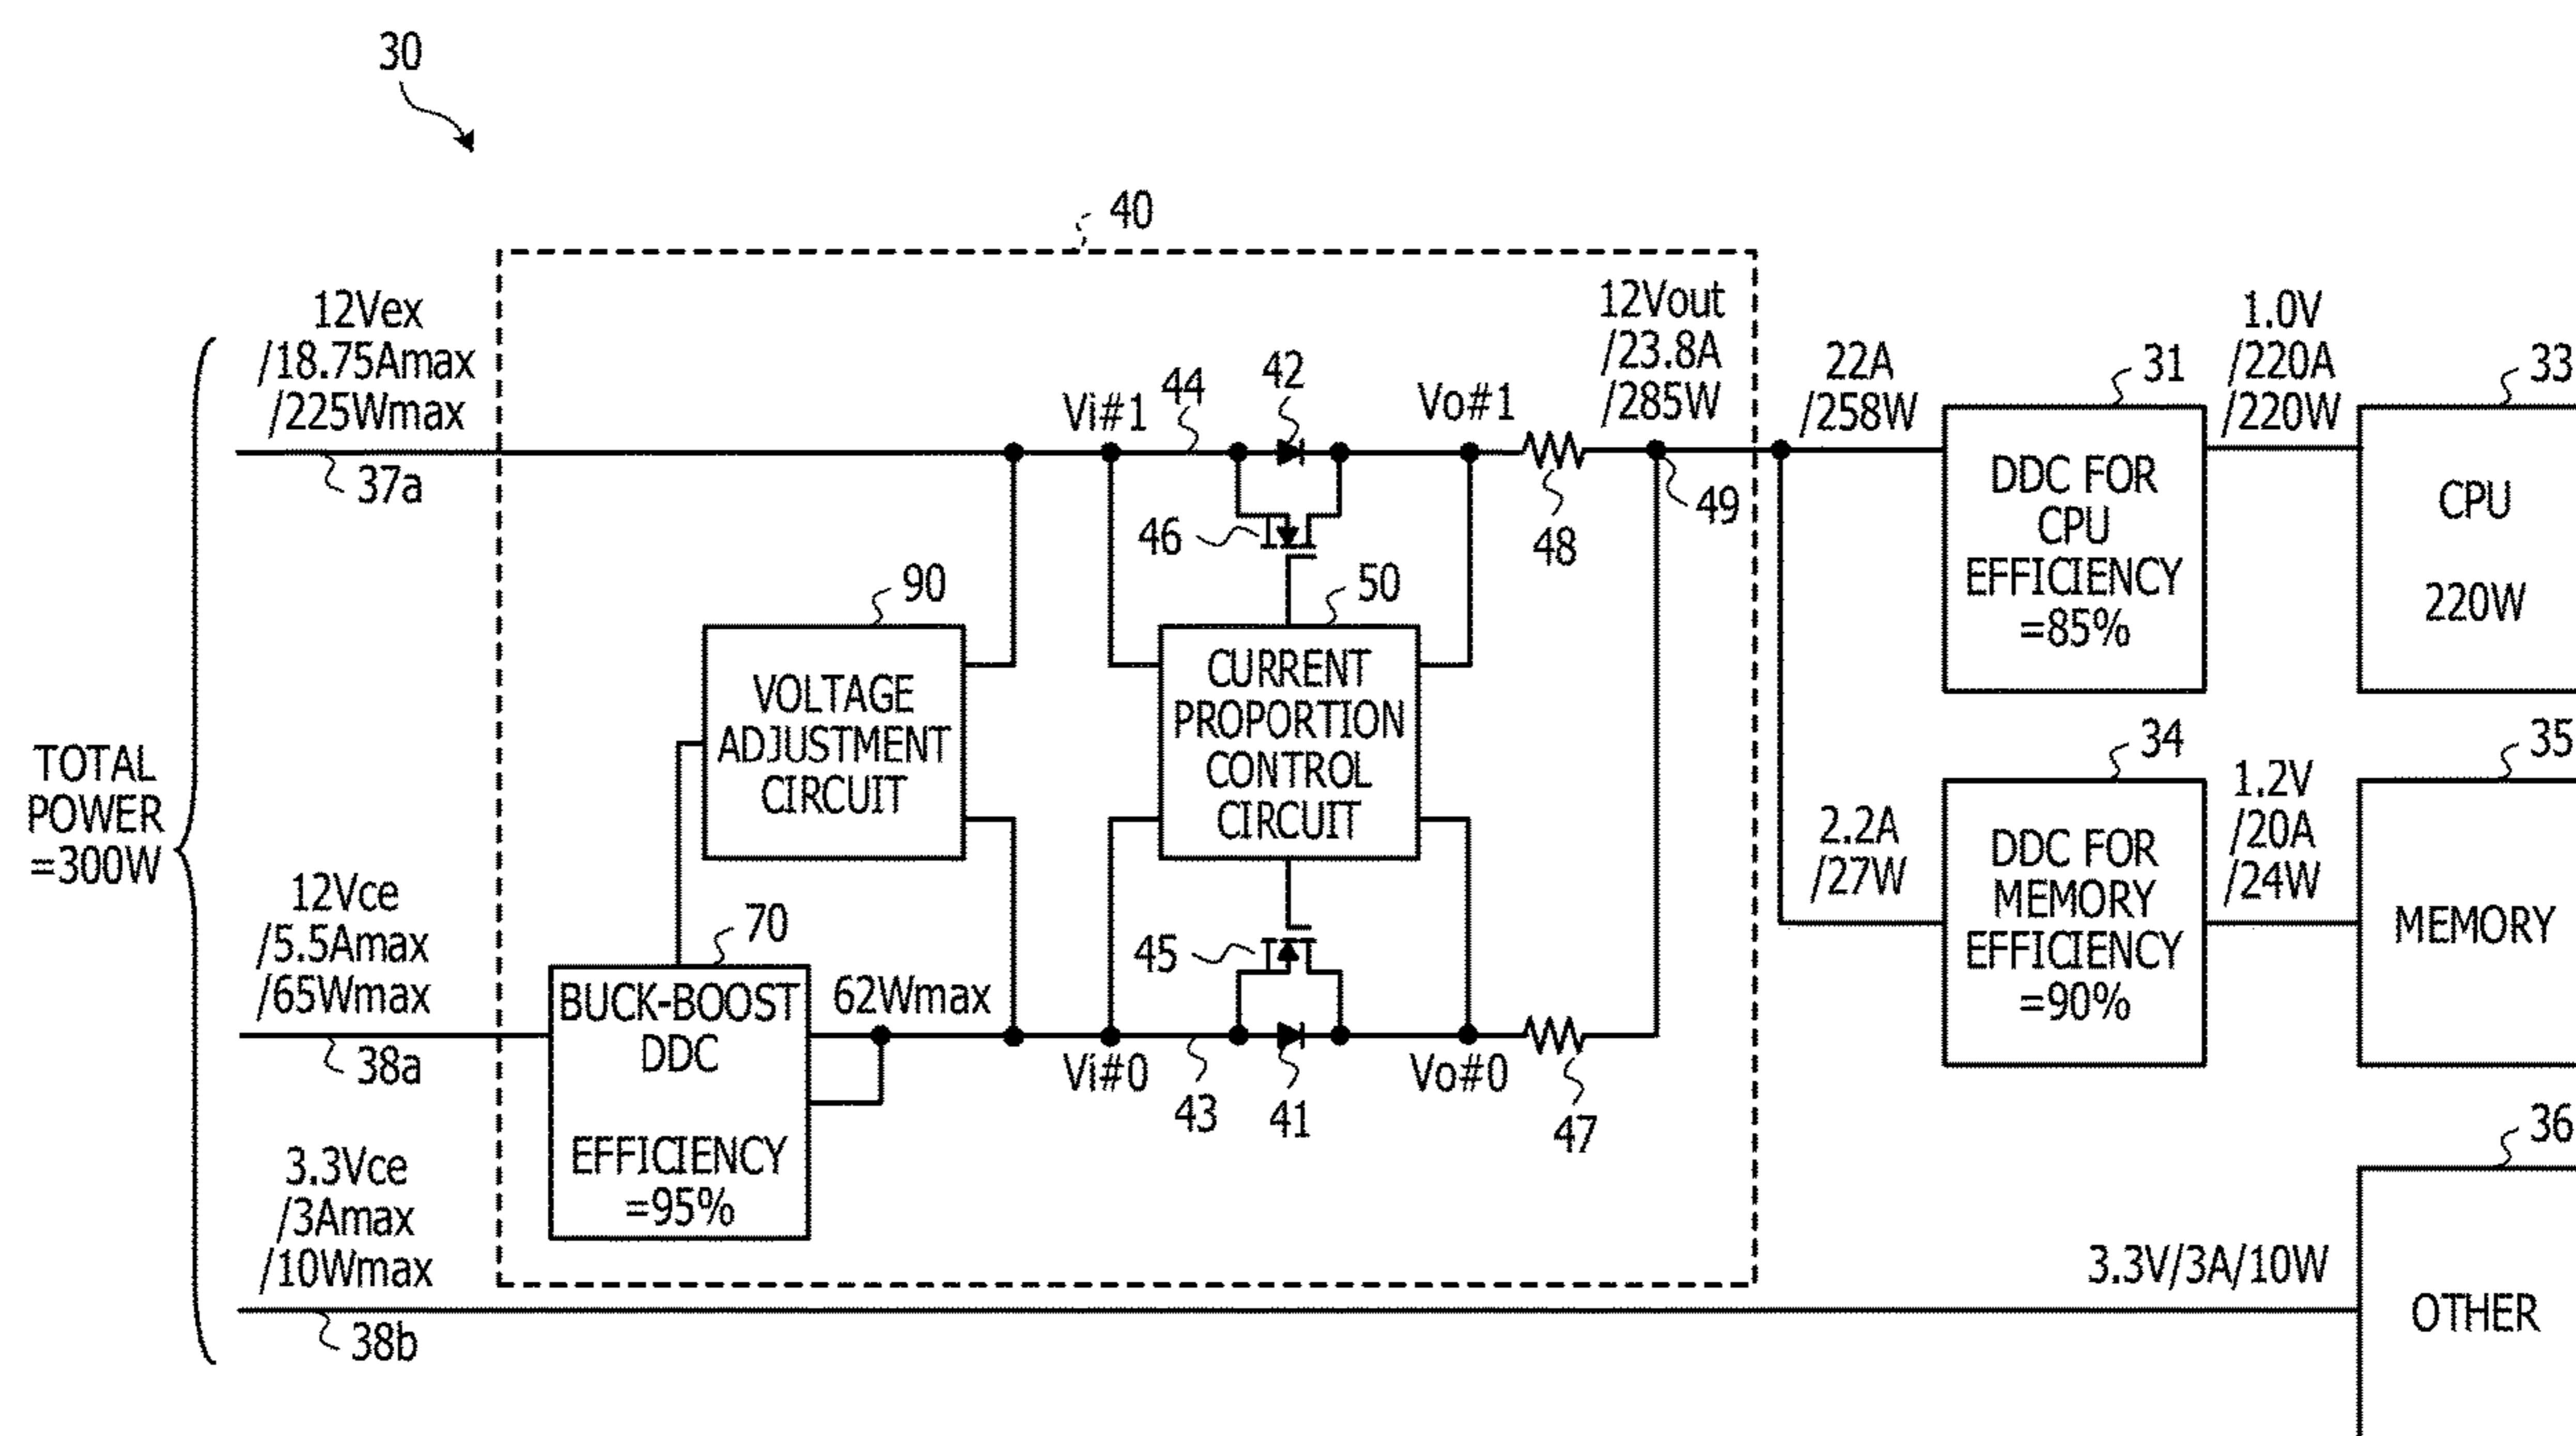 30
40
12Vex
/18.75Amax
/225Wmax
37a
Vi#1
44
42
Vo#1
12Vout
/23.8A
/285W
46
48
49
22A
/258W
31
DDC FOR
CPU
EFFICIENCY
=85%
1.0V
/220A
/220W
33
CPU
220W
90
VOLTAGE
ADJUSTMENT
CIRCUIT
50
CURRENT
PROPORTION
CONTROL
CIRCUIT
TOTAL
POWER
=300W
12Vce
/5.5Amax
/65Wmax
38a
70
BUCK-BOOST
DDC
EFFICIENCY
=95%
62Wmax
Vi#0
43
45
41
Vo#0
47
2.2A
/27W
34
DDC FOR
MEMORY
EFFICIENCY
=90%
1.2V
/20A
/24W
35
MEMORY
3.3Vce
/3Amax
/10Wmax
38b
3.3V/3A/10W
36
OTHER